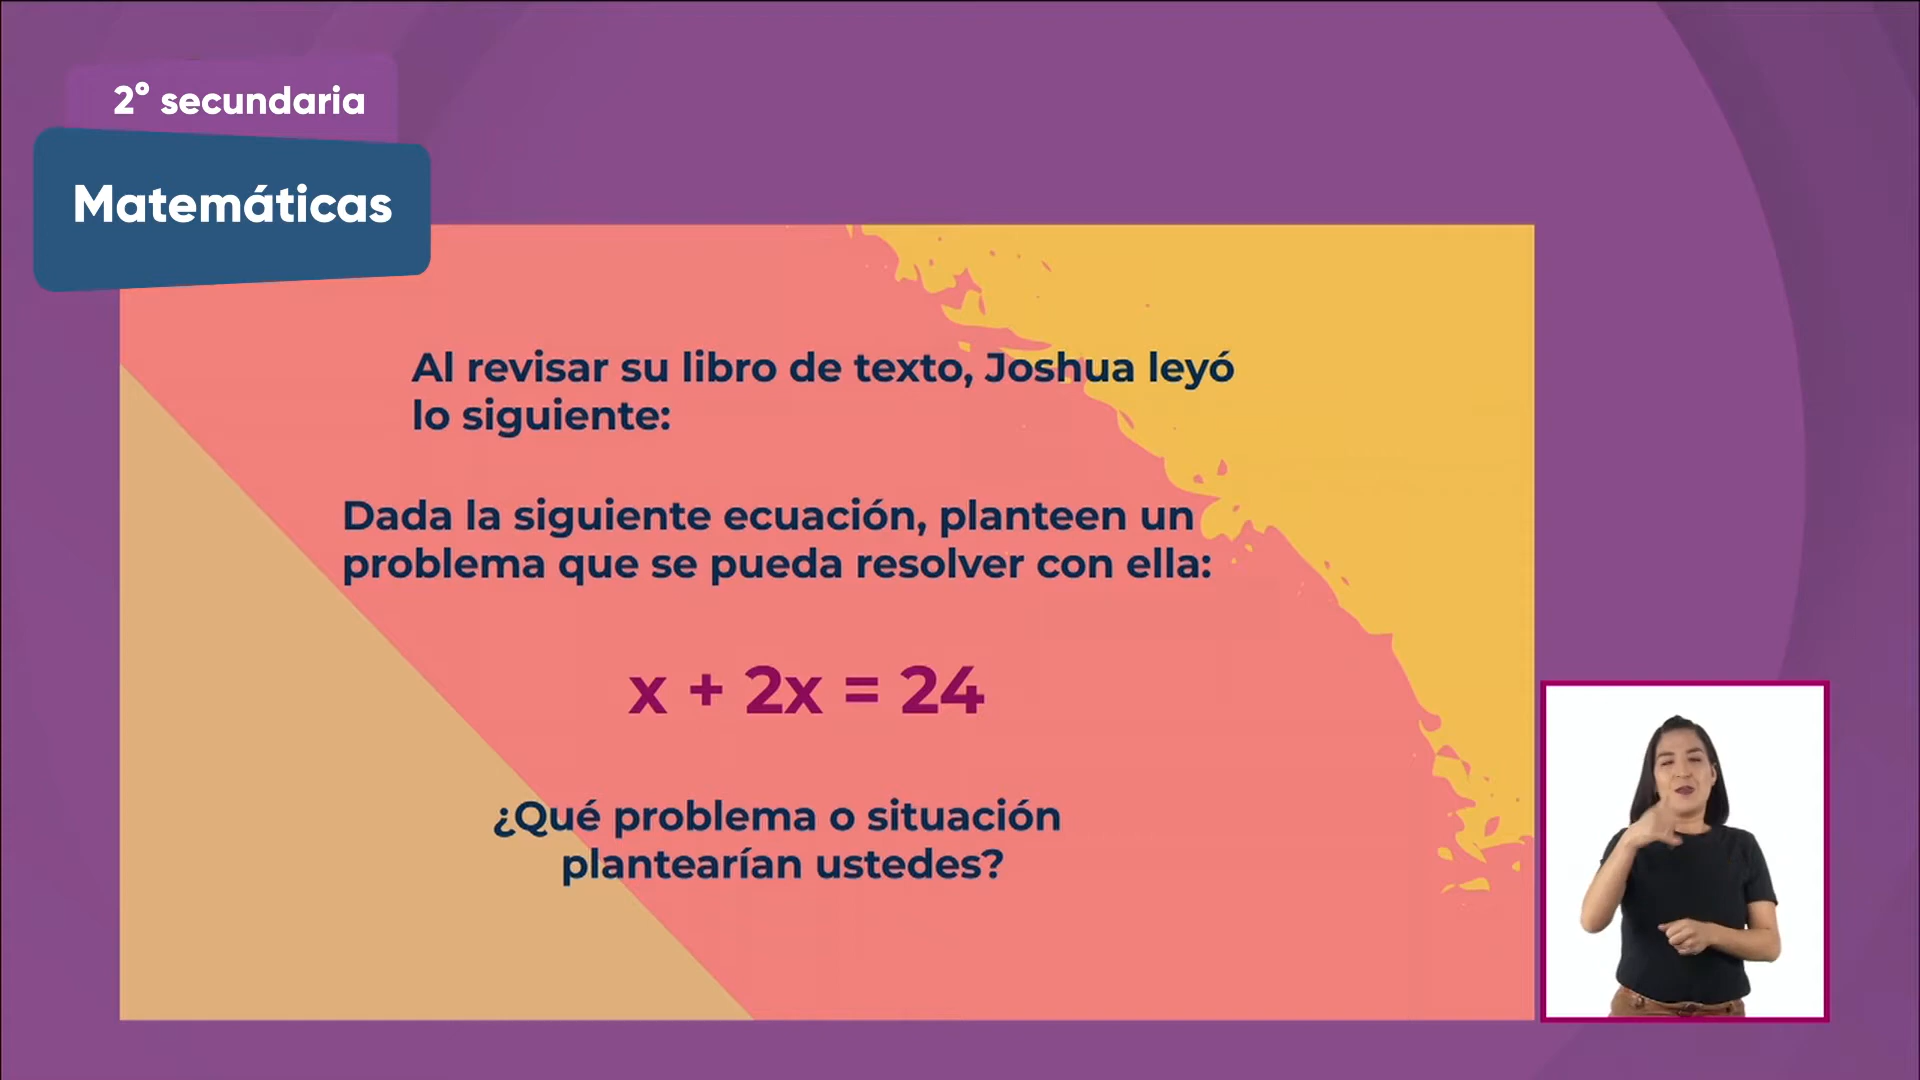 2° secundaria
Matemáticas
Al revisar su libro de texto, Joshua leyó
lo siguiente:
Dada la siguiente ecuación, planteen un
problema que se pueda resolver con ella:
x + 2x = 24
¿Qué problema o situación
plantearían ustedes?